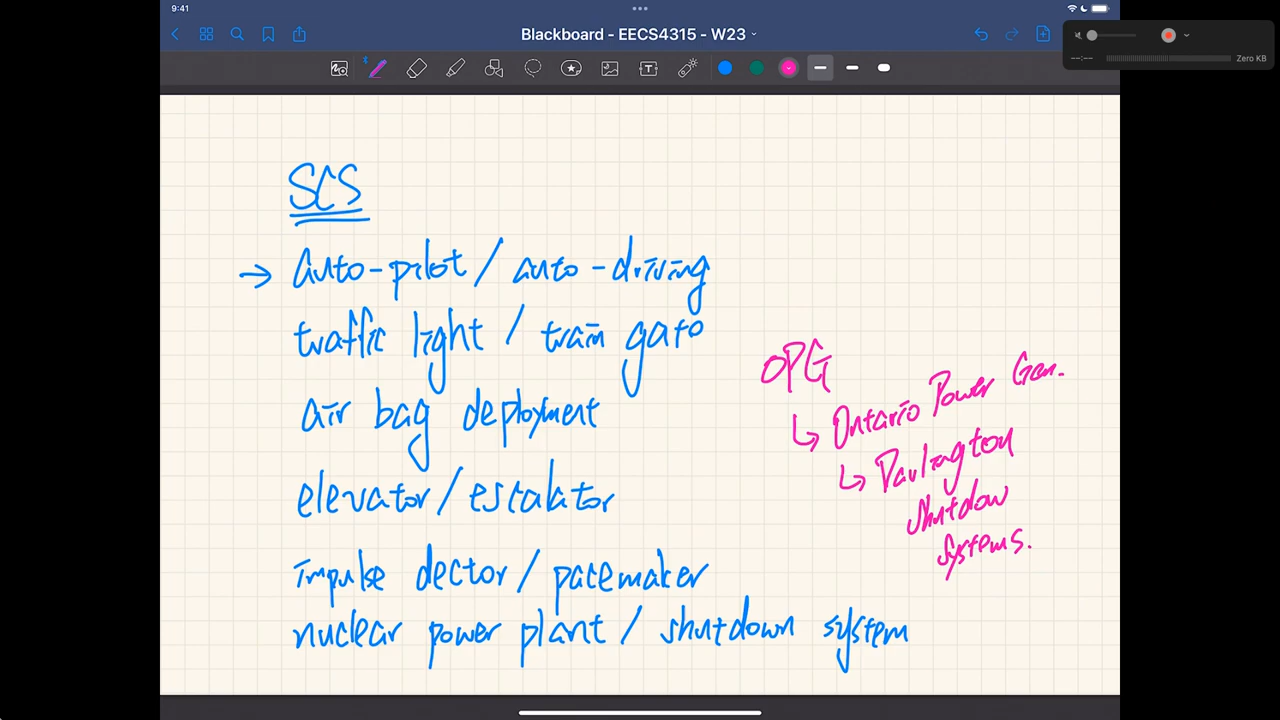 9:41
Blackboard - EECS4315 - W23
--:--
Zero KB
SCS
→ auto-pilot / auto-driving
traffic light / train gate
air bag deployment
elevator / escalator
impulse dector / pacemaker
nuclear power plant / shutdown system
OPG
↳ Ontario Power Gen.
↳ Darlington
shutdow
systems.